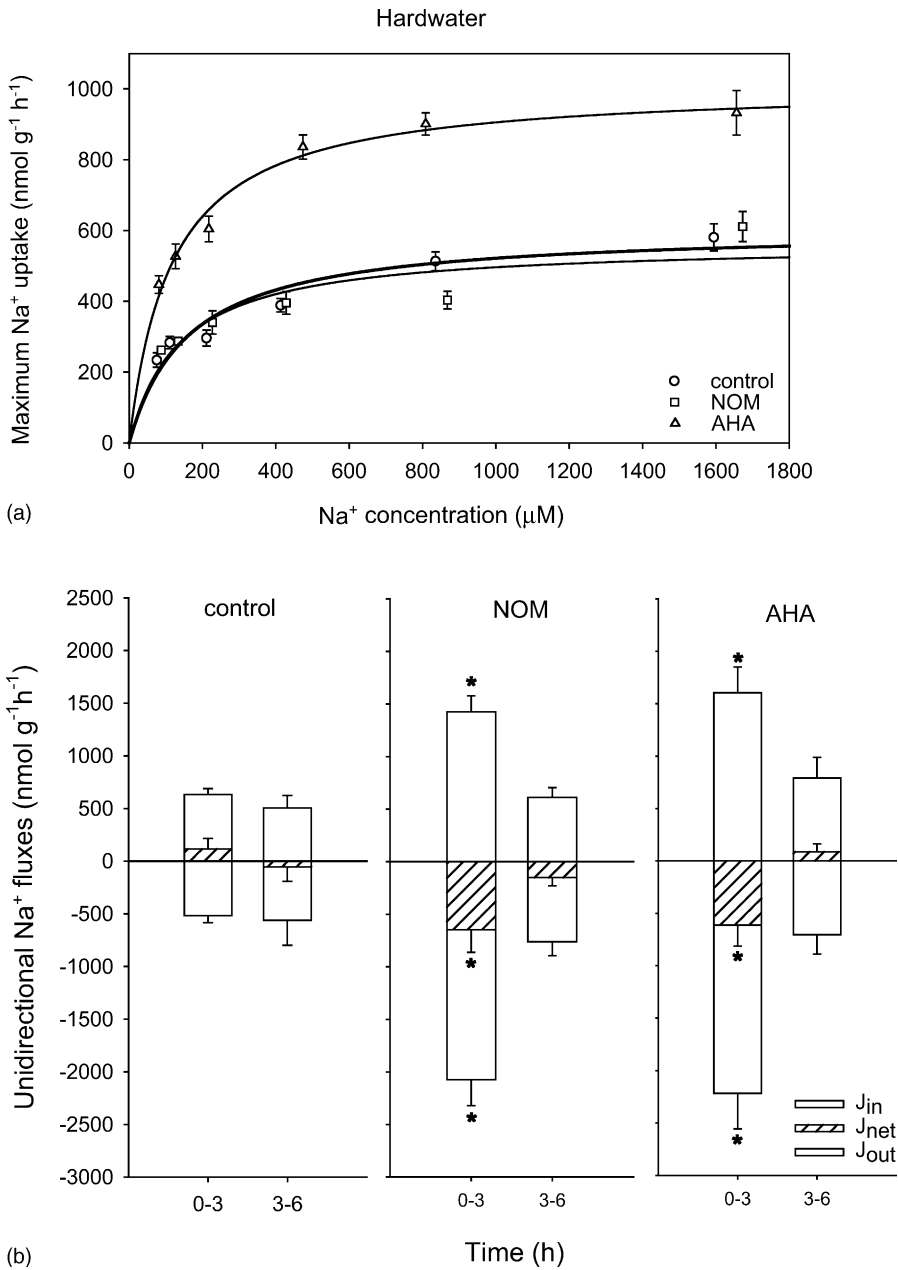 Hardwater
Maximum Na⁺ uptake (nmol g⁻¹ h⁻¹)
1000
800
600
400
200
0
control
NOM
AHA
0 200 400 600 800 1000 1200 1400 1600 1800
Na⁺ concentration (μM)
(a)
Unidirectional Na⁺ fluxes (nmol g⁻¹h⁻¹)
2500
2000
1500
1000
500
0
-500
-1000
-1500
-2000
-2500
-3000
control NOM AHA
*
*
*
*
*
*
Jin
Jnet
Jout
0-3 3-6 0-3 3-6 0-3 3-6
Time (h)
(b)